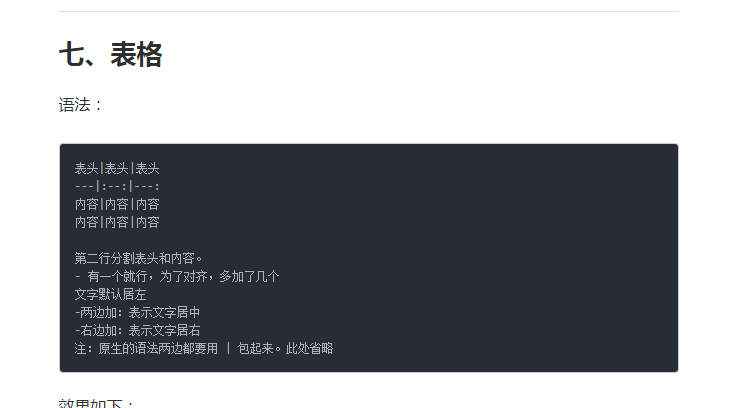 七、表格
语法：
表头|表头|表头
---|:--:|---:
内容|内容|内容
内容|内容|内容
第二行分割表头和内容。
- 有一个就行，为了对齐，多加了几个
文字默认居左
-两边加：表示文字居中
-右边加：表示文字居右
注：原生的语法两边都要用 | 包起来。此处省略
效果如下：